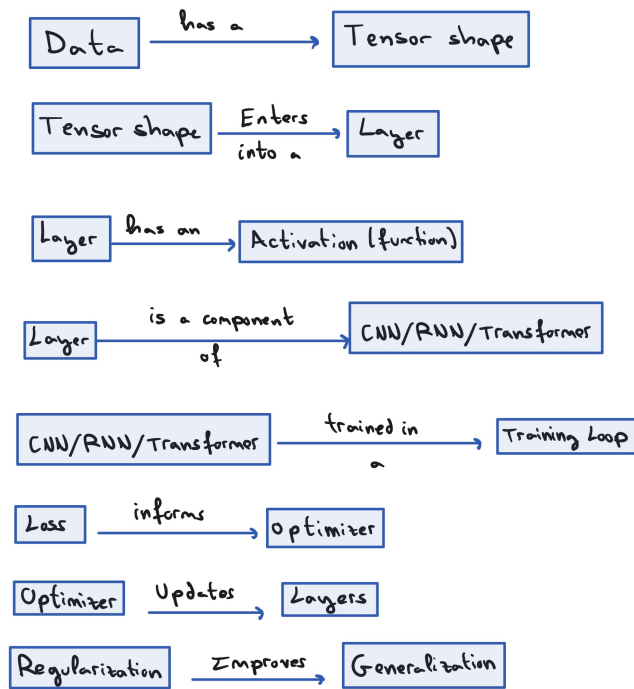 Data has a Tensor shape
Tensor shape Enters into a Layer
Layer has an Activation (function)
Layer is a component of CNN/RNN/Transformer
CNN/RNN/Transformer trained in a Training Loop
Loss informs optimizer
Optimizer Updates Layers
Regularization Improves Generalization